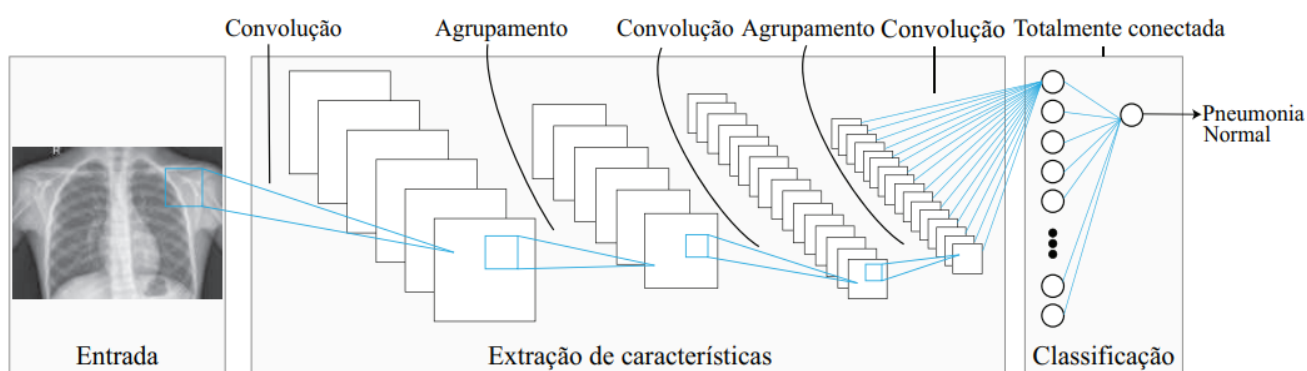 Convolução
Agrupamento
Convolução
Agrupamento
Convolução
Totalmente conectada
R
Pneumonia
Normal
Entrada
Extração de características
Classificação